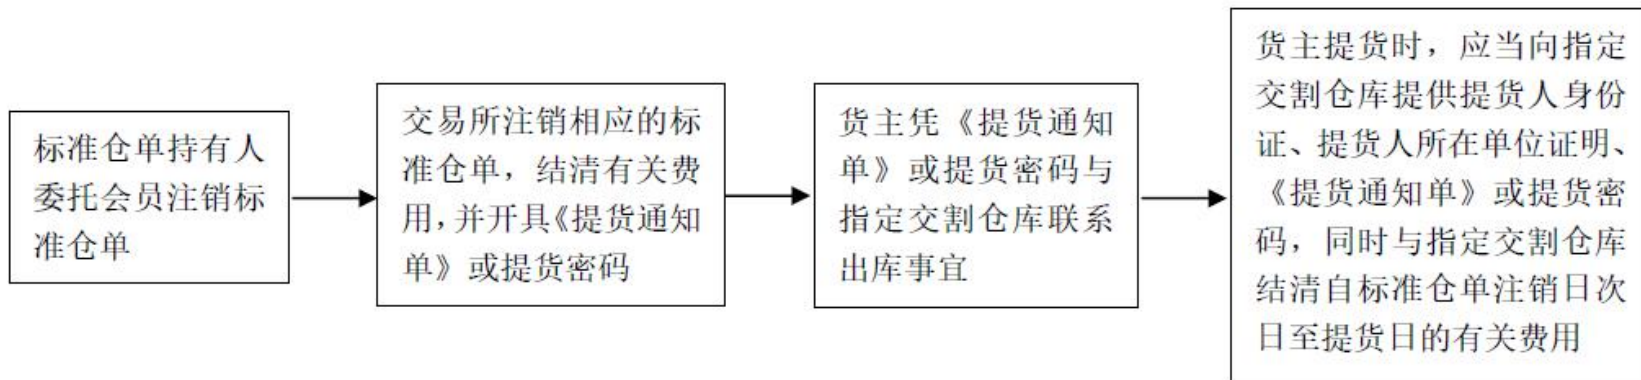 标准仓单持有人
委托会员注销标
准仓单
交易所注销相应的标
准仓单，结清有关费
用，并开具《提货通知
单》或提货密码
货主凭《提货通知
单》或提货密码与
指定交割仓库联系
出库事宜
货主提货时，应当向指定
交割仓库提供提货人身份
证、提货人所在单位证明、
《提货通知单》或提货密
码，同时与指定交割仓库
结清自标准仓单注销日次
日至提货日的有关费用